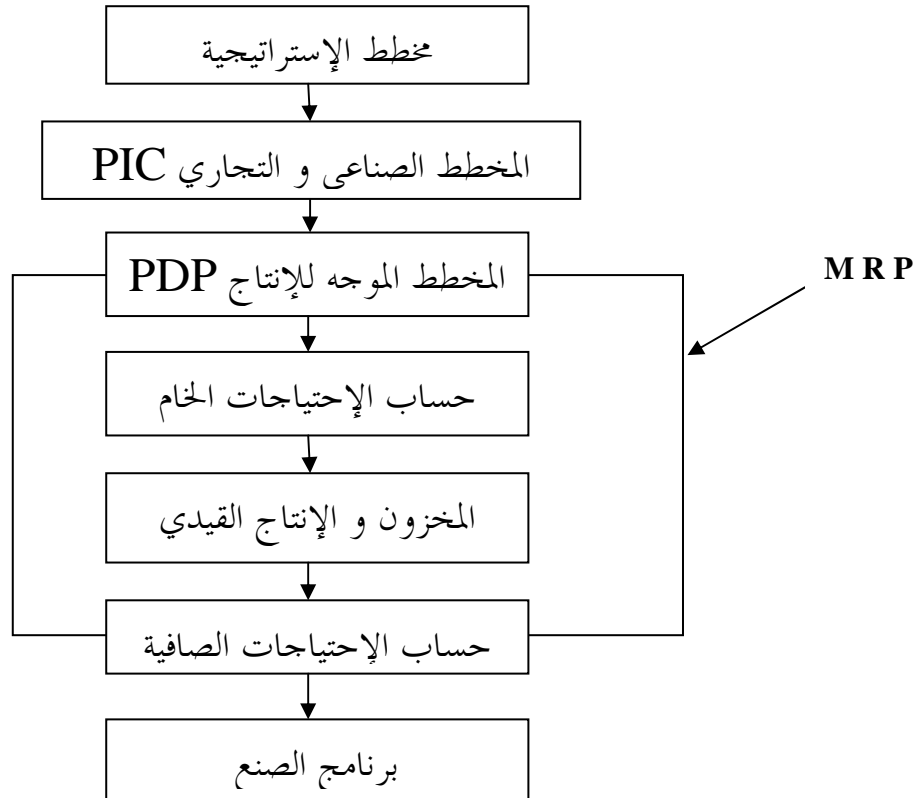 مخطط الإستراتيجية
المخطط الصناعى و التجاري PIC
المخطط الموجه للإنتاج PDP
M R P
حساب الإحتياجات الخام
المخزون و الإنتاج القيدي
حساب الإحتياجات الصافية
برنامج الصنع